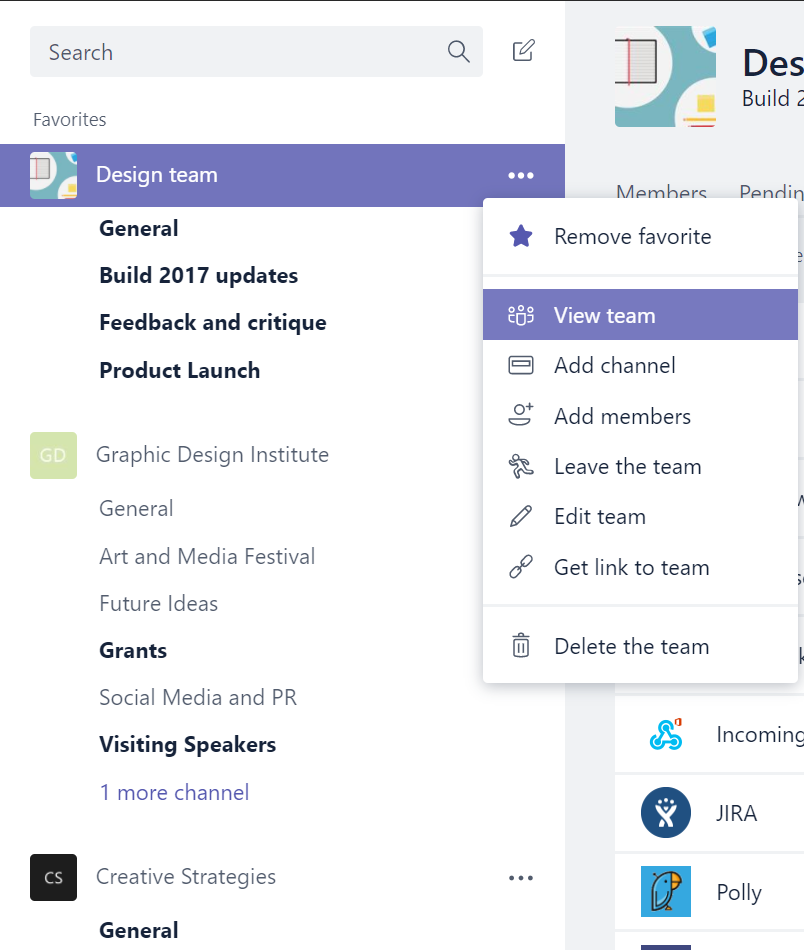 Search
Favorites
Design team
General
Build 2017 updates
Feedback and critique
Product Launch
GD
Graphic Design Institute
General
Art and Media Festival
Future Ideas
Grants
Social Media and PR
Visiting Speakers
1 more channel
CS
Creative Strategies
General
Remove favorite
View team
Add channel
Add members
Leave the team
Edit team
Get link to team
Delete the team
Des
Build 2
Members Pendin
Incoming
JIRA
Polly